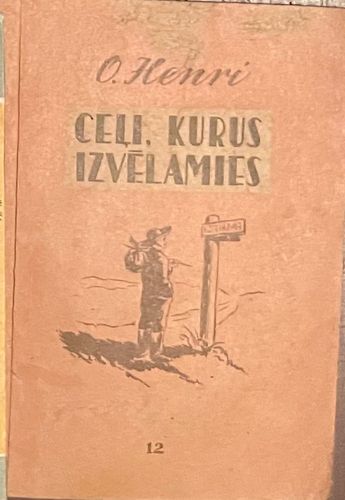 O. Henri
CEĻI, KURUS
IZVĒLAMIES
12